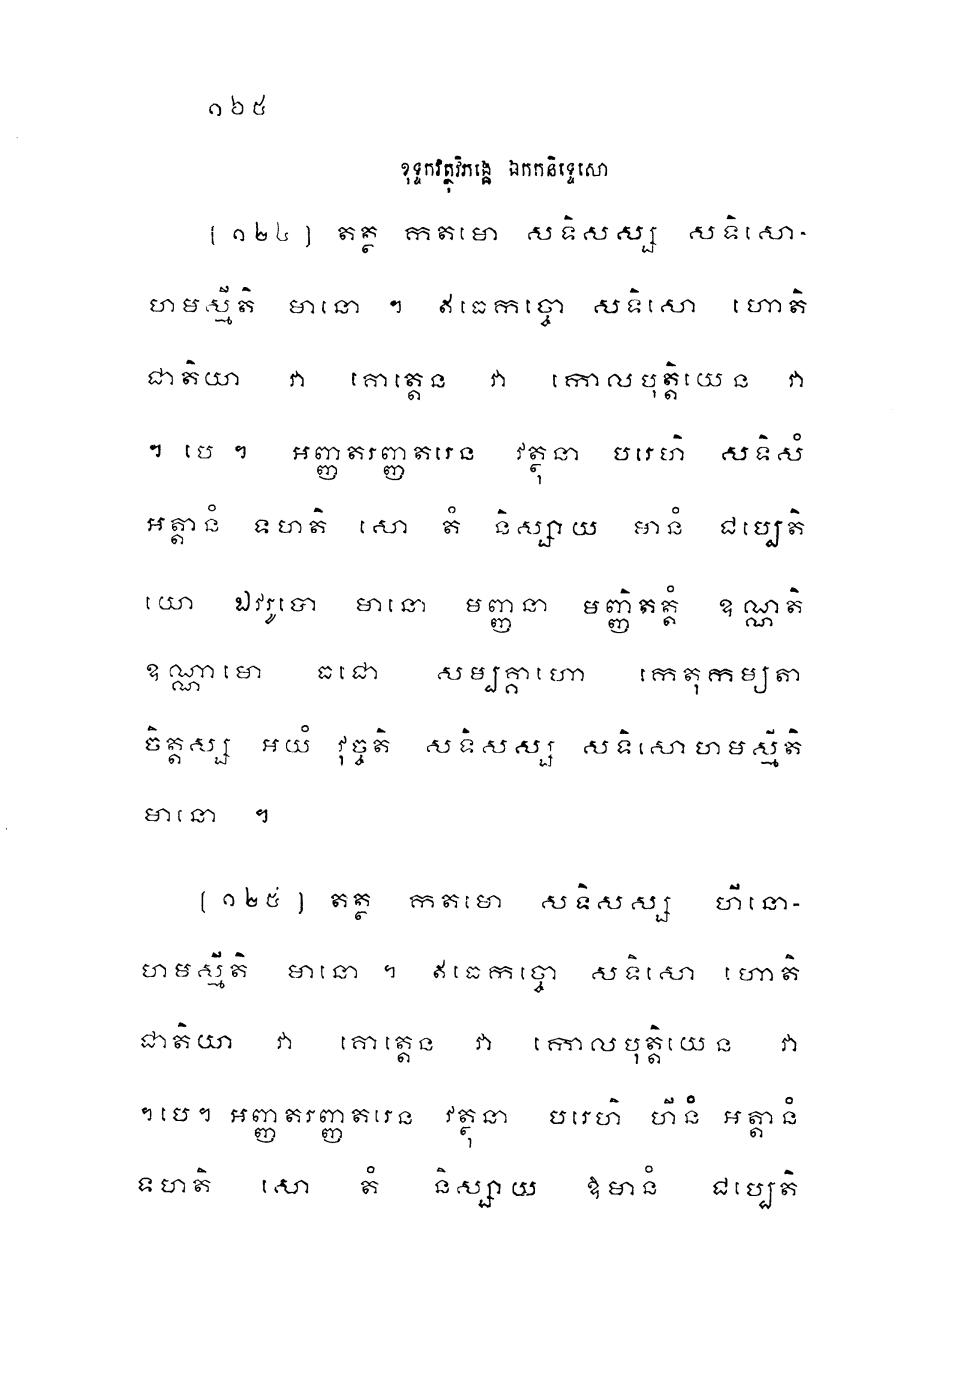 ១៦៥
ខុទ្ទកវត្ថុវិភង្គេ ឯកកនិទ្ទេសោ
(១២៤) តត្ថ កតមោ សទិសស្ស សទិសោ-
ហមស្មីតិ មានោ ។ ឥធេកច្ចោ សទិសោ ហោតិ
ជាតិយា វា គោត្តេន វា កោលបុត្តិយេន វា
។ បេ ។ អញ្ញតរញ្ញតរេន វត្ថុនា បរេហិ សទិសំ
អត្តានំ ទហតិ សោ តំ និស្សាយ មានំ ជប្បេតិ
យោ ឯវរូបោ មានោ មញ្ញនា មញ្ញិតត្តំ ឧណ្ណតិ
ឧណ្ណាមោ ធជោ សម្បគ្គាហោ កេតុកម្យតា
ចិត្តស្ស អយំ វុច្ចតិ សទិសស្ស សទិសោហមស្មីតិ
មានោ ។
(១២៥) តត្ថ កតមោ សទិសស្ស ហីនោ-
ហមស្មីតិ មានោ ។ ឥធេកច្ចោ សទិសោ ហោតិ
ជាតិយា វា គោត្តេន វា កោលបុត្តិយេន វា
។បេ។ អញ្ញតរញ្ញតរេន វត្ថុនា បរេហិ ហីនំ អត្តានំ
ទហតិ សោ តំ និស្សាយ ឱមានំ ជប្បេតិ